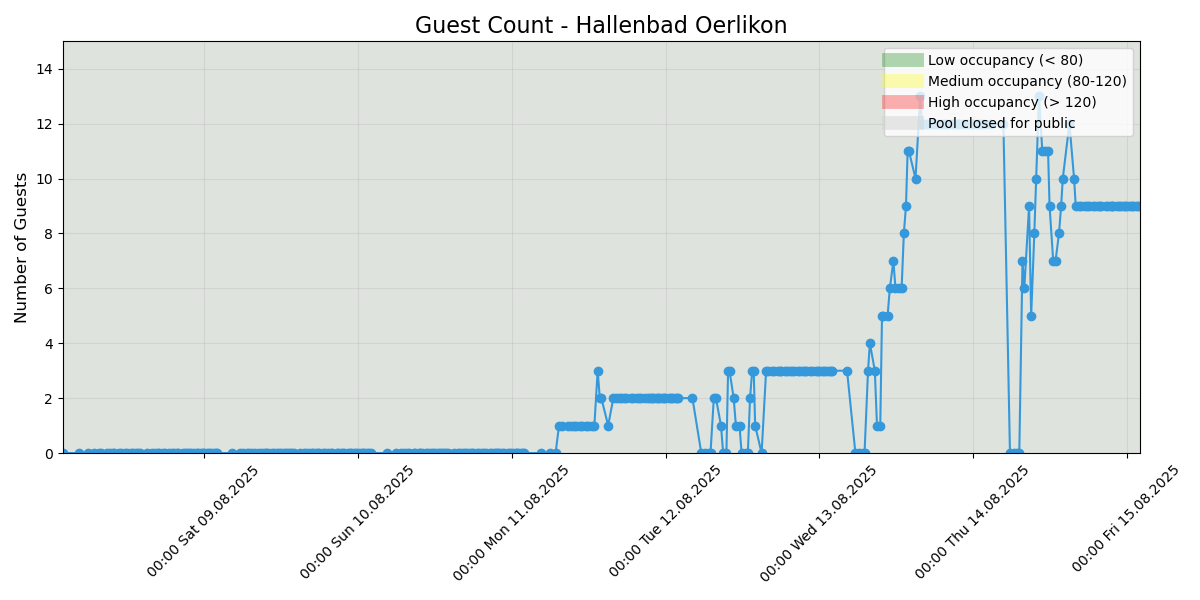 Guest Count - Hallenbad Oerlikon
Number of Guests
14
12
10
8
6
4
2
0
Low occupancy (< 80)
Medium occupancy (80-120)
High occupancy (> 120)
Pool closed for public
00:00 Sat 09.08.2025
00:00 Sun 10.08.2025
00:00 Mon 11.08.2025
00:00 Tue 12.08.2025
00:00 Wed 13.08.2025
00:00 Thu 14.08.2025
00:00 Fri 15.08.2025